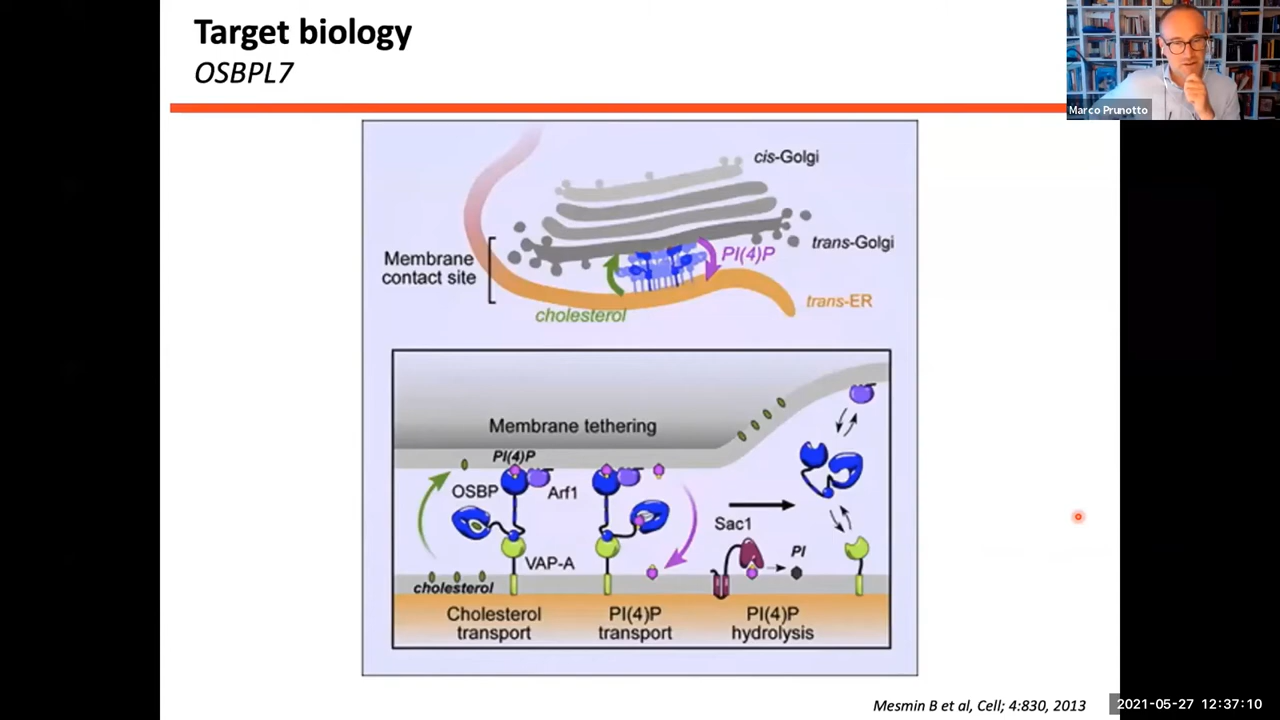 Target biology
OSBPL7
Marco Prunotto
cis-Golgi
trans-Golgi
Membrane
contact site
PI(4)P
trans-ER
cholesterol
Membrane tethering
PI(4)P
OSBP
Arf1
Sac1
PI
VAP-A
cholesterol
Cholesterol
transport
PI(4)P
transport
PI(4)P
hydrolysis
Mesmin B et al, Cell; 4:830, 2013
2021-05-27 12:37:10